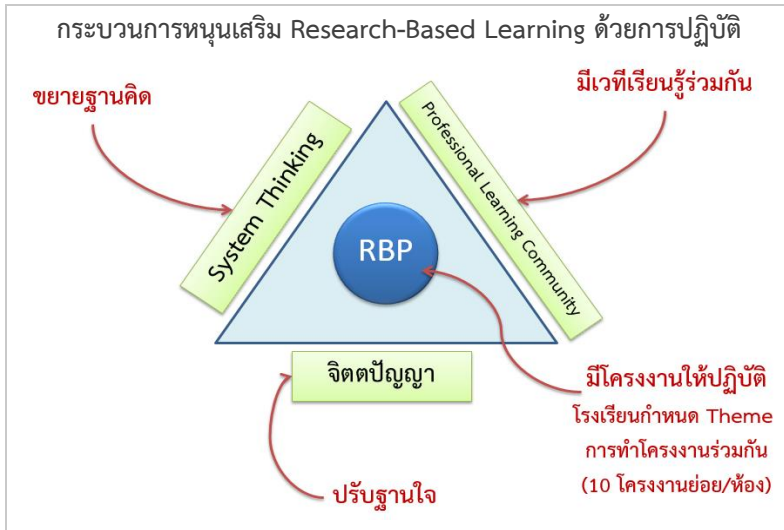 กระบวนการหนุนเสริม Research-Based Learning ด้วยการปฏิบัติ
ขยายฐานคิด
มีเวทีเรียนรู้ร่วมกัน
System Thinking
Professional Learning Community
RBP
จิตตปัญญา
มีโครงงานให้ปฏิบัติ
โรงเรียนกำหนด Theme
การทำโครงงานร่วมกัน
(10 โครงงานย่อย/ห้อง)
ปรับฐานใจ